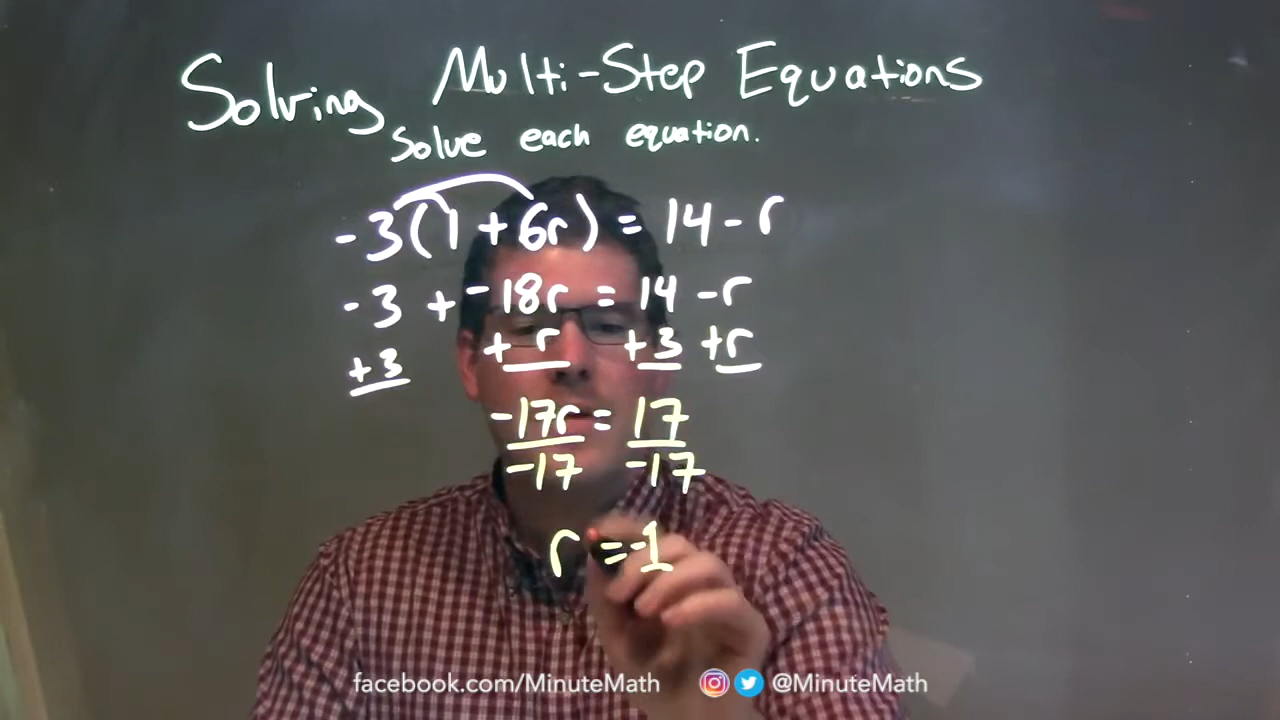 Solving Multi-Step Equations
Solve each equation.
-3(1+6r) = 14-r
-3 + -18r = 14 -r
+3 +r +3 +r
-17r = 17
-17 -17
r = -1
facebook.com/MinuteMath @MinuteMath